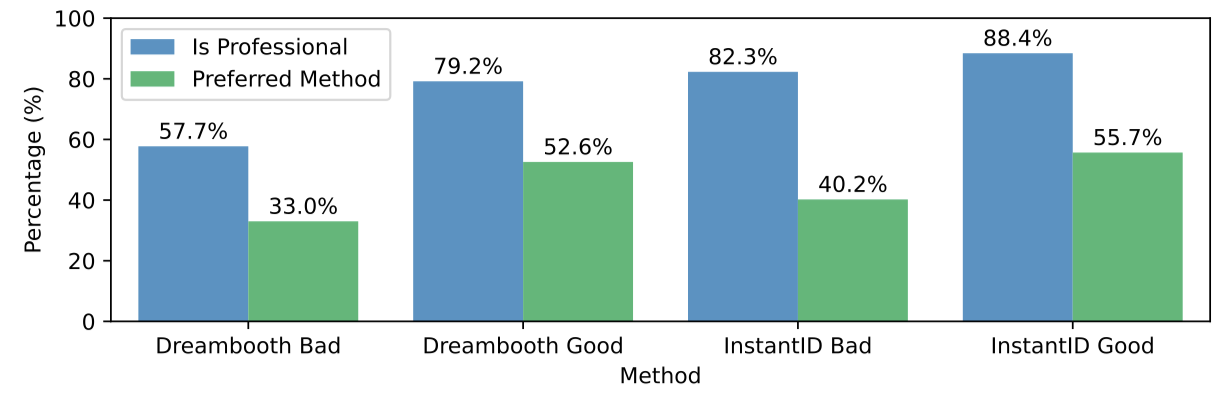 100
80
60
40
20
0
Percentage (%)
Is Professional
Preferred Method
57.7%
33.0%
79.2%
52.6%
82.3%
40.2%
88.4%
55.7%
Dreambooth Bad
Dreambooth Good
InstantID Bad
InstantID Good
Method